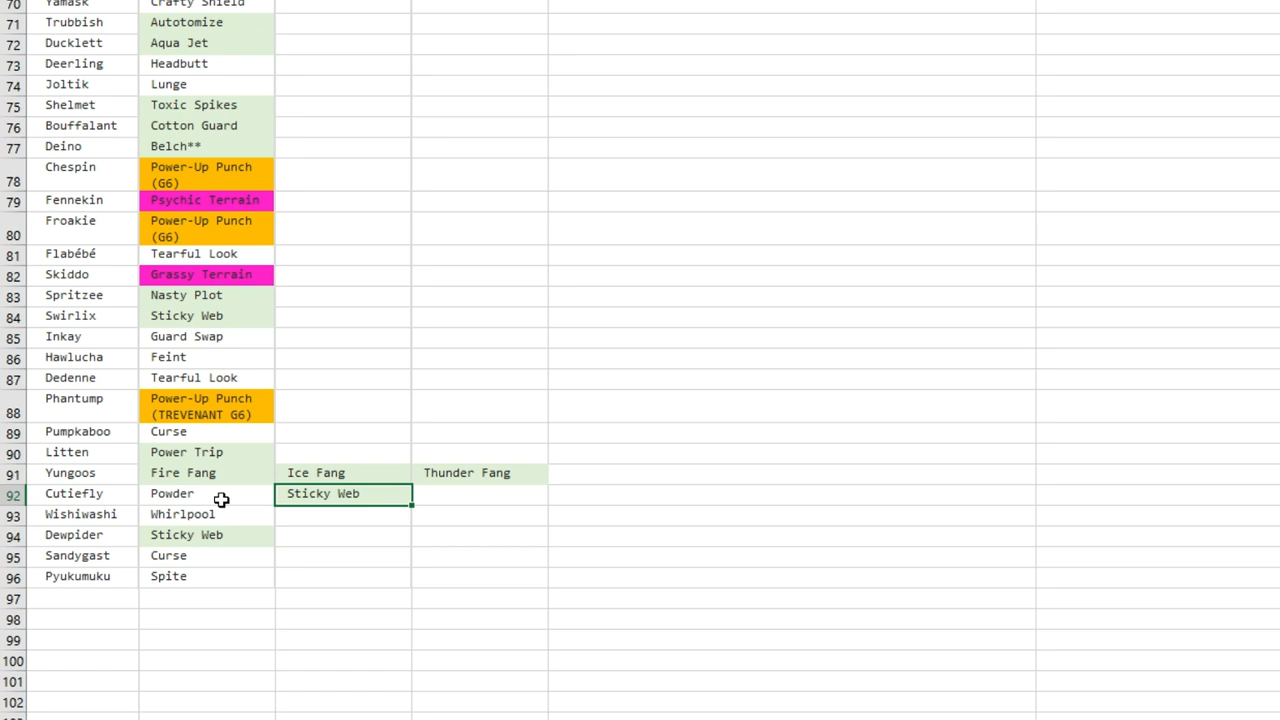 70 Yamask Crafty Shield
71 Trubbish Autotomize
72 Ducklett Aqua Jet
73 Deerling Headbutt
74 Joltik Lunge
75 Shelmet Toxic Spikes
76 Bouffalant Cotton Guard
77 Deino Belch**
78 Chespin Power-Up Punch
(G6)
79 Fennekin Psychic Terrain
80 Froakie Power-Up Punch
(G6)
81 Flabébé Tearful Look
82 Skiddo Grassy Terrain
83 Spritzee Nasty Plot
84 Swirlix Sticky Web
85 Inkay Guard Swap
86 Hawlucha Feint
87 Dedenne Tearful Look
88 Phantump Power-Up Punch
(TREVENANT G6)
89 Pumpkaboo Curse
90 Litten Power Trip
91 Yungoos Fire Fang Ice Fang Thunder Fang
92 Cutiefly Powder Sticky Web
93 Wishiwashi Whirlpool
94 Dewpider Sticky Web
95 Sandygast Curse
96 Pyukumuku Spite
97
98
99
100
101
102